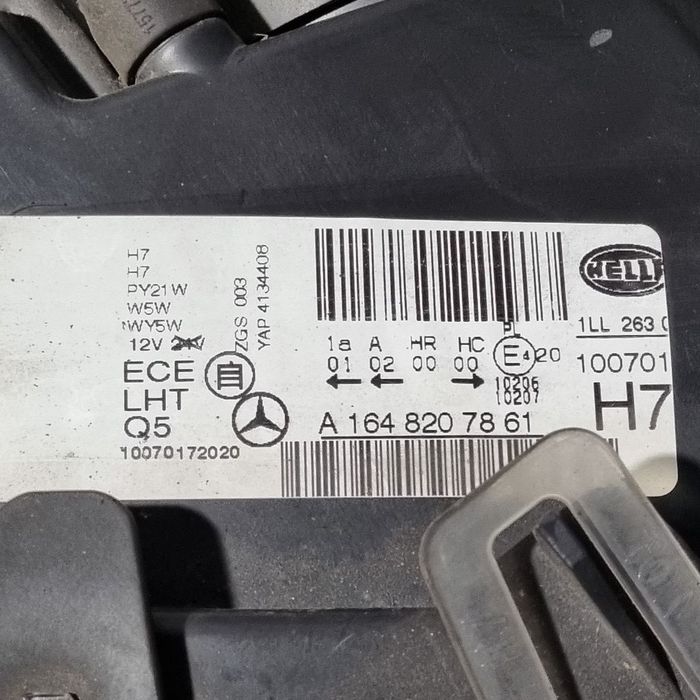 H7
H7
PY21W
W5W
WY5W
12V 24V
ECE
LHT
Q5
10070172020
ZGS 003
YAP 4134408
1a A HR HC PL
01 02 00 00 E4 20
10206
10207
A 164 820 78 61
HELLA
1LL 263
100701
H7